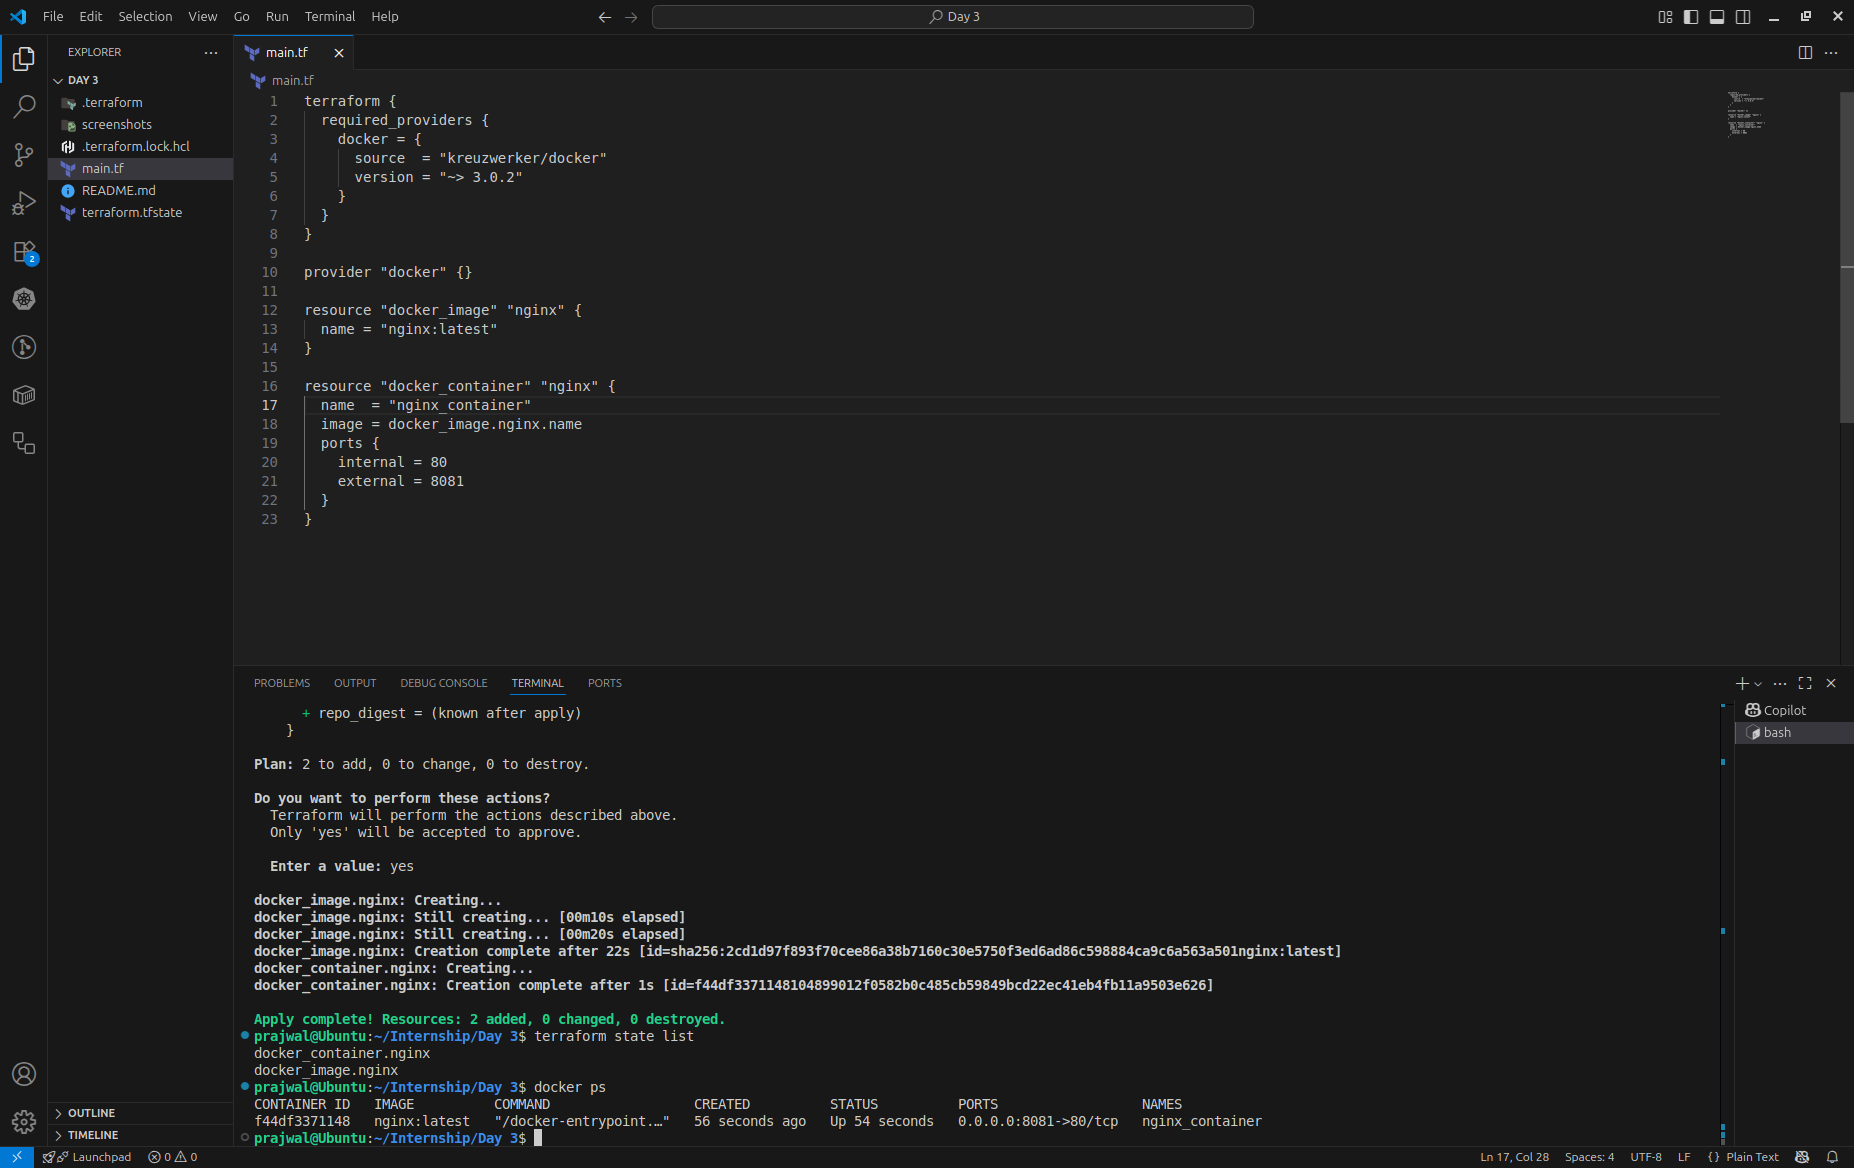 File Edit Selection View Go Run Terminal Help
Day 3
EXPLORER
DAY 3
.terraform
screenshots
.terraform.lock.hcl
main.tf
README.md
terraform.tfstate
OUTLINE
TIMELINE
2
main.tf
main.tf
1 terraform {
2 required_providers {
3 docker = {
4 source  = "kreuzwerker/docker"
5 version = "~> 3.0.2"
6 }
7 }
8 }
9
10 provider "docker" {}
11
12 resource "docker_image" "nginx" {
13 name = "nginx:latest"
14 }
15
16 resource "docker_container" "nginx" {
17 name  = "nginx_container"
18 image = docker_image.nginx.name
19 ports {
20 internal = 80
21 external = 8081
22 }
23 }
PROBLEMS OUTPUT DEBUG CONSOLE TERMINAL PORTS
Copilot
bash
+ repo_digest = (known after apply)
}
Plan: 2 to add, 0 to change, 0 to destroy.
Do you want to perform these actions?
Terraform will perform the actions described above.
Only 'yes' will be accepted to approve.
Enter a value: yes
docker_image.nginx: Creating...
docker_image.nginx: Still creating... [00m10s elapsed]
docker_image.nginx: Still creating... [00m20s elapsed]
docker_image.nginx: Creation complete after 22s [id=sha256:2cd1d97f893f70cee86a38b7160c30e5750f3ed6ad86c598884ca9c6a563a501nginx:latest]
docker_container.nginx: Creating...
docker_container.nginx: Creation complete after 1s [id=f44df3371148104899012f0582b0c485cb59849bcd22ec41eb4fb11a9503e626]
Apply complete! Resources: 2 added, 0 changed, 0 destroyed.
prajwal@Ubuntu:~/Internship/Day 3$ terraform state list
docker_container.nginx
docker_image.nginx
prajwal@Ubuntu:~/Internship/Day 3$ docker ps
CONTAINER ID   IMAGE          COMMAND                  CREATED          STATUS          PORTS                  NAMES
f44df3371148   nginx:latest   "/docker-entrypoint.…"   56 seconds ago   Up 54 seconds   0.0.0.0:8081->80/tcp   nginx_container
prajwal@Ubuntu:~/Internship/Day 3$
Launchpad 0 0 Ln 17, Col 28 Spaces: 4 UTF-8 LF {} Plain Text